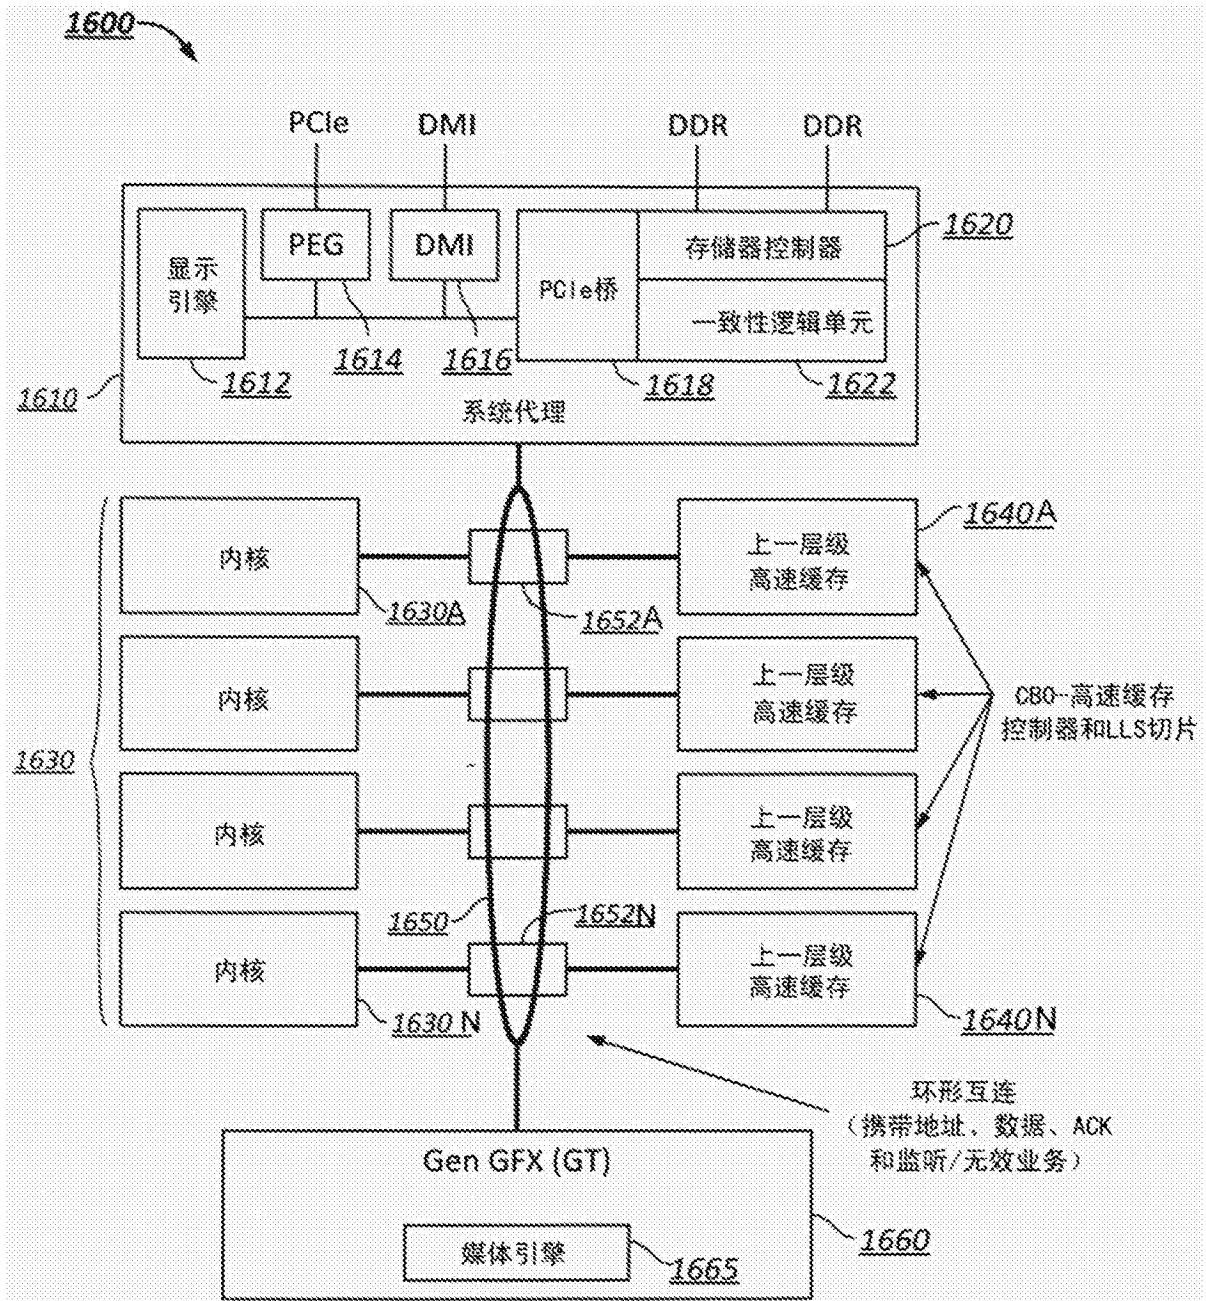 1600
PCIe
DMI
DDR
DDR
显示
引擎
PEG
DMI
PCIe桥
存储器控制器
一致性逻辑单元
1620
1612
1614
1616
1618
1622
1610
系统代理
内核
1630A
1652A
上一层级
高速缓存
1640A
内核
上一层级
高速缓存
CBO-高速缓存
控制器和LLS切片
1630
内核
上一层级
高速缓存
1650
1652N
内核
1630N
上一层级
高速缓存
1640N
环形互连
（携带地址、数据、ACK
和监听/无效业务）
Gen GFX (GT)
媒体引擎
1665
1660